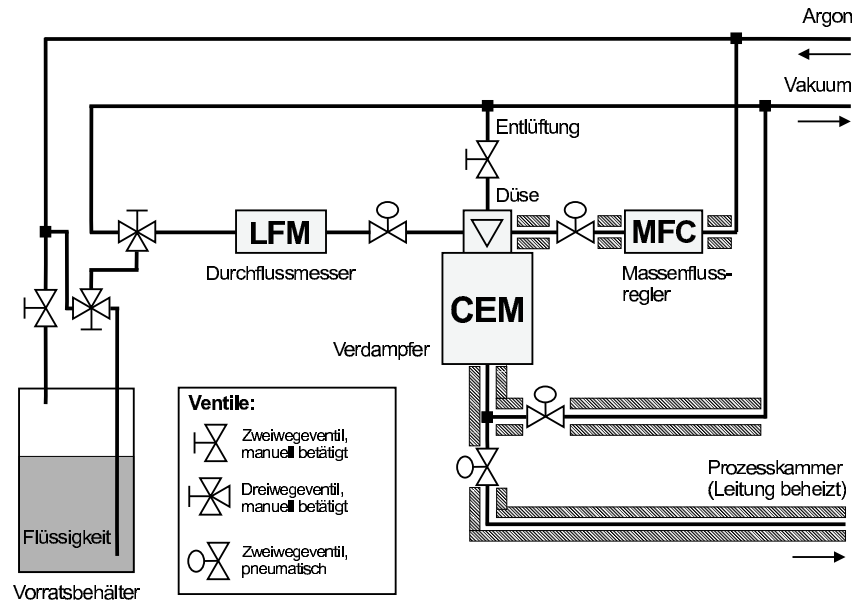 Argon
Vakuum
Entlüftung
Düse
LFM
MFC
Durchflussmesser
Massenfluss-
regler
CEM
Verdampfer
Ventile:
Zweiwegeventil,
manuell betätigt
Dreiwegeventil,
manuell betätigt
Zweiwegeventil,
pneumatisch
Prozesskammer
(Leitung beheizt)
Flüssigkeit
Vorratsbehälter